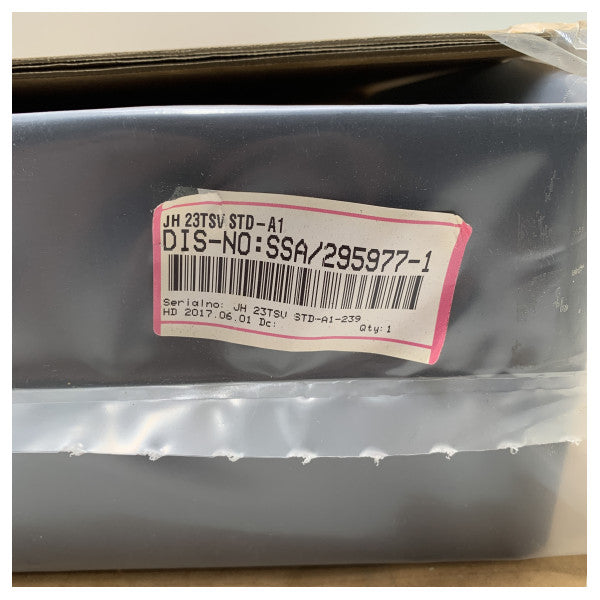 JH 23TSV STD-A1
DIS-NO:SSA/295977-1
Serialno: JH 23TSV STD-A1-239
HD 2017.06.01 Dc: Qty:1